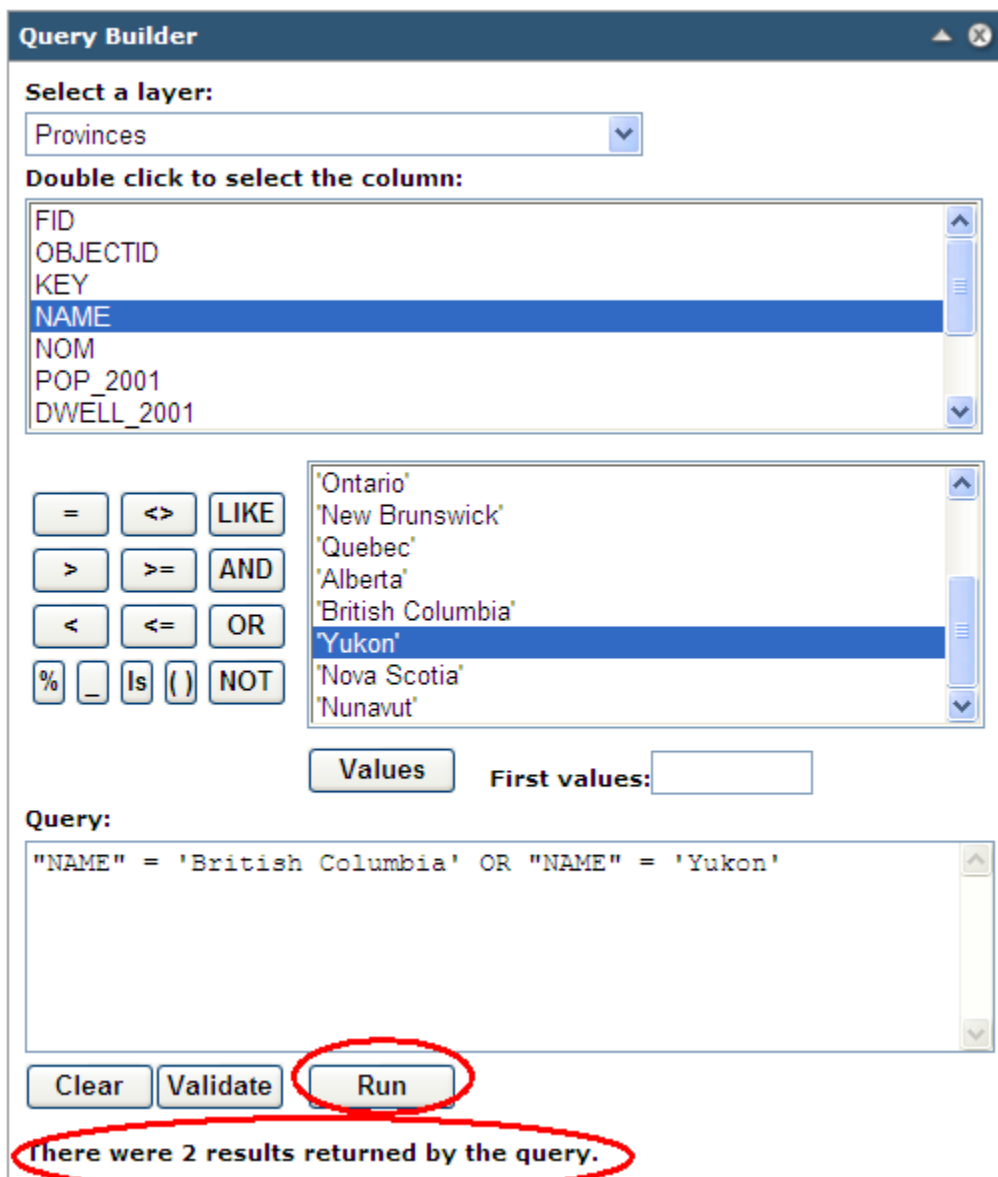 Query Builder
Select a layer:
Provinces
Double click to select the column:
FID
OBJECTID
KEY
NAME
NOM
POP_2001
DWELL_2001
= <> LIKE
> >= AND
< <= OR
% _ Is ( ) NOT
'Ontario'
'New Brunswick'
'Quebec'
'Alberta'
'British Columbia'
'Yukon'
'Nova Scotia'
'Nunavut'
Values First values:
Query:
"NAME" = 'British Columbia' OR "NAME" = 'Yukon'
Clear Validate Run
There were 2 results returned by the query.